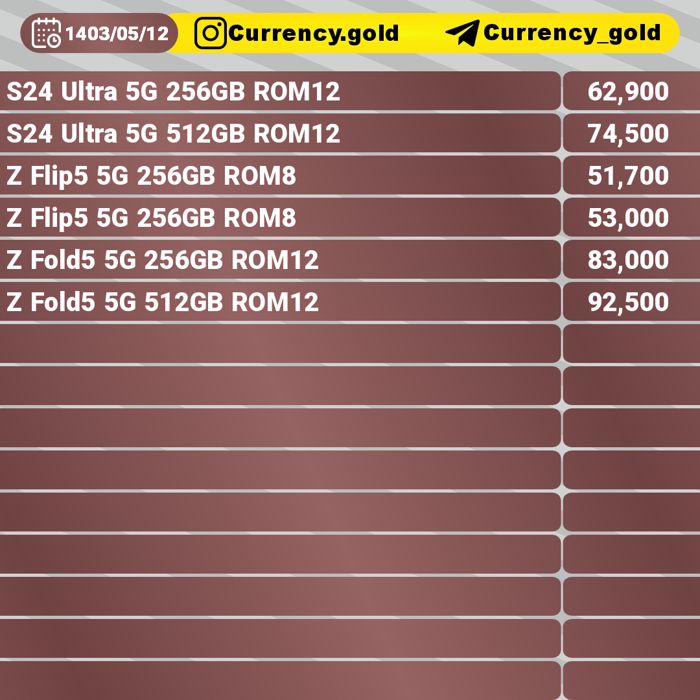 1403/05/12 Currency.gold Currency_gold
S24 Ultra 5G 256GB ROM12 62,900
S24 Ultra 5G 512GB ROM12 74,500
Z Flip5 5G 256GB ROM8 51,700
Z Flip5 5G 256GB ROM8 53,000
Z Fold5 5G 256GB ROM12 83,000
Z Fold5 5G 512GB ROM12 92,500